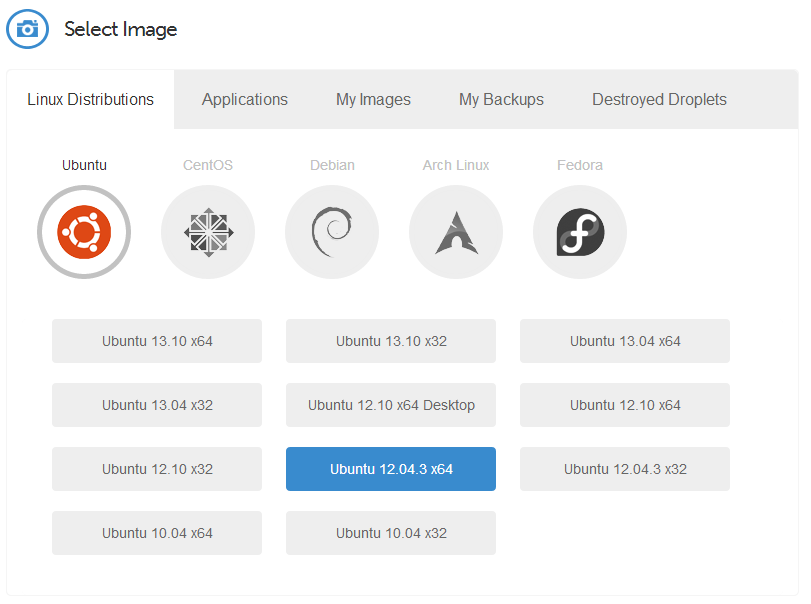 Select Image
Linux Distributions Applications My Images My Backups Destroyed Droplets
Ubuntu CentOS Debian Arch Linux Fedora
Ubuntu 13.10 x64 Ubuntu 13.10 x32 Ubuntu 13.04 x64
Ubuntu 13.04 x32 Ubuntu 12.10 x64 Desktop Ubuntu 12.10 x64
Ubuntu 12.10 x32 Ubuntu 12.04.3 x64 Ubuntu 12.04.3 x32
Ubuntu 10.04 x64 Ubuntu 10.04 x32